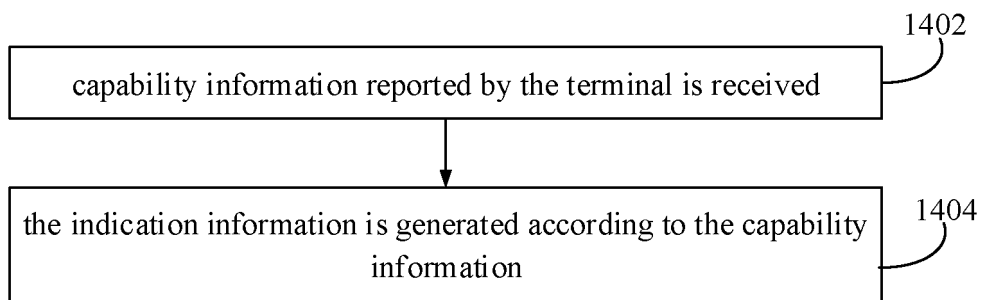 1402
capability information reported by the terminal is received
1404
the indication information is generated according to the capability
information